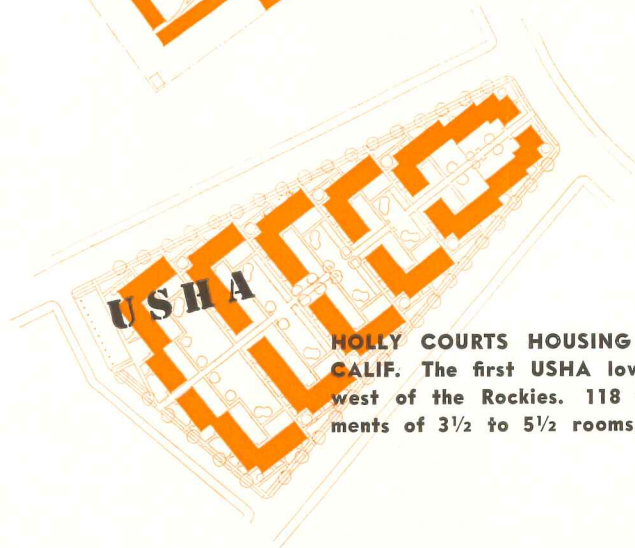 USHA
HOLLY COURTS HOUSING
CALIF. The first USHA low
west of the Rockies. 118
ments of 3½ to 5½ rooms